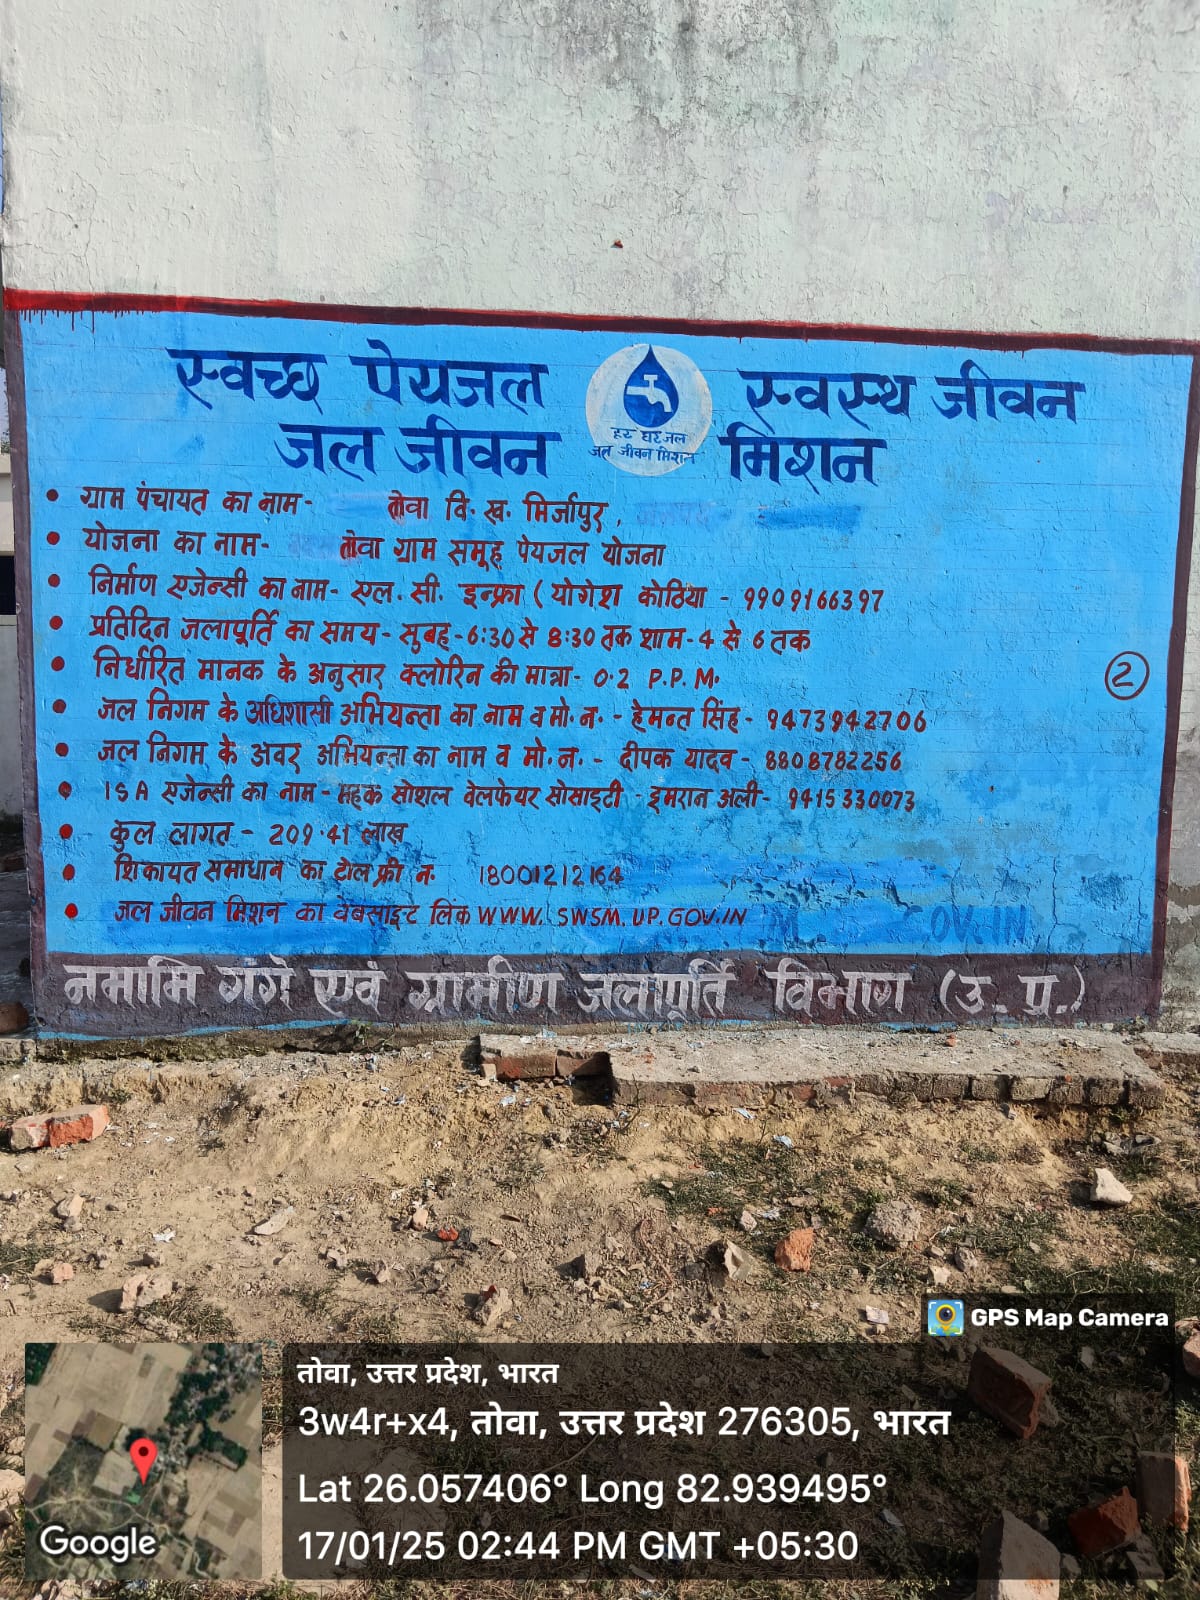 स्वच्छ पेयजल स्वस्थ जीवन
जल जीवन मिशन
हर घर जल
जल जीवन मिशन
• ग्राम पंचायत का नाम- तोवा वि. ख. मिर्जापुर,
• योजना का नाम- तोवा ग्राम समूह पेयजल योजना
• निर्माण एजेन्सी का नाम- एल. सी. इन्फ्रा (योगेश कोठिया - 9909166397
• प्रतिदिन जलापूर्ति का समय- सुबह-6:30 से 8:30 तक शाम-4 से 6 तक
• निर्धारित मानक के अनुसार क्लोरिन की मात्रा- 0.2 P.P.M.
2
• जल निगम के अधिशासी अभियन्ता का नाम व मो. न. - हेमन्त सिंह- 9473942706
• जल निगम के अवर अभियन्ता का नाम व मो. न. - दीपक यादव- 8808782256
• ISA एजेन्सी का नाम - महक सोशल वेलफेयर सोसाइटी - इमरान अली- 9415330073
• कुल लागत - 209.41 लाख
• शिकायत समाधान का टोल फ्री न. 18001212164
• जल जीवन मिशन का वेबसाइट लिंक WWW. SWSM. UP. GOV.IN
नमामि गंगे एवं ग्रामीण जलापूर्ति विभाग (उ. प्र.)
GPS Map Camera
तोवा, उत्तर प्रदेश, भारत
3w4r+x4, तोवा, उत्तर प्रदेश 276305, भारत
Lat 26.057406° Long 82.939495°
17/01/25 02:44 PM GMT +05:30
Google